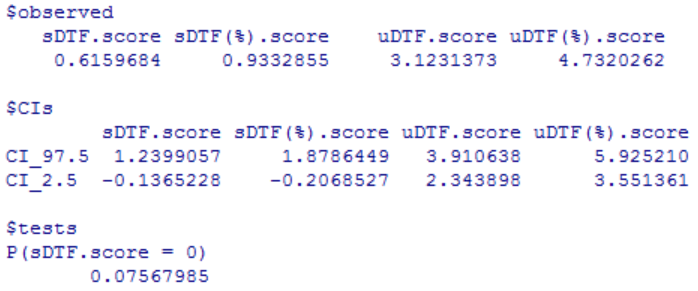 $observed
sDTF.score sDTF(%).score uDTF.score uDTF(%).score
0.6159684 0.9332855 3.1231373 4.7320262
$CIs
sDTF.score sDTF(%).score uDTF.score uDTF(%).score
CI_97.5 1.2399057 1.8786449 3.910638 5.925210
CI_2.5 -0.1365228 -0.2068527 2.343898 3.551361
$tests
P(sDTF.score = 0)
0.07567985